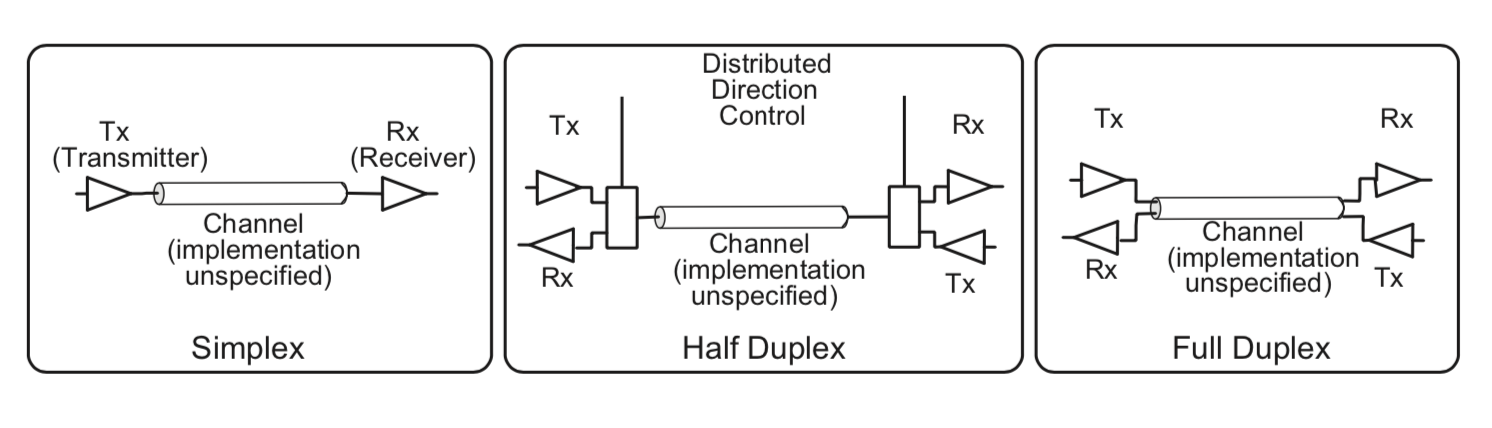 Tx
(Transmitter)
Rx
(Receiver)
Channel
(implementation
unspecified)
Simplex
Distributed
Direction
Control
Tx
Rx
Rx
Tx
Channel
(implementation
unspecified)
Half Duplex
Tx
Rx
Rx
Tx
Channel
(implementation
unspecified)
Full Duplex